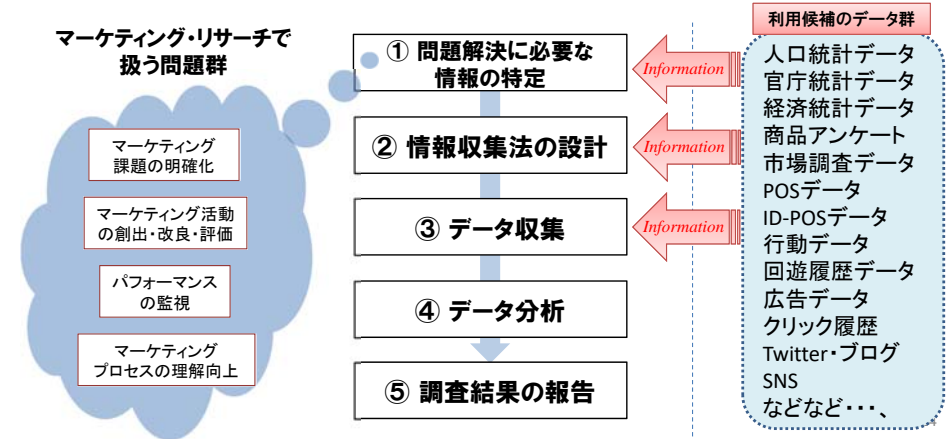 マーケティング・リサーチで
扱う問題群
マーケティング
課題の明確化
マーケティング活動
の創出・改良・評価
パフォーマンス
の監視
マーケティング
プロセスの理解向上
① 問題解決に必要な
情報の特定
② 情報収集法の設計
③ データ収集
④ データ分析
⑤ 調査結果の報告
Information
Information
Information
利用候補のデータ群
人口統計データ
官庁統計データ
経済統計データ
商品アンケート
市場調査データ
POSデータ
ID-POSデータ
行動データ
回遊履歴データ
広告データ
クリック履歴
Twitter・ブログ
SNS
などなど・・・、
4